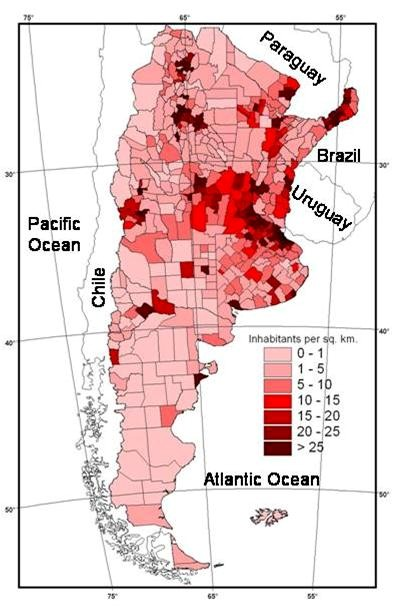 75° 65° 55°
Paraguay
Brazil
30° 30°
Uruguay
Pacific
Ocean
Chile
40° 40°
Inhabitants per sq. km.
0 - 1
1 - 5
5 - 10
10 - 15
15 - 20
20 - 25
> 25
Atlantic Ocean
50° 50°
75° 65° 55°